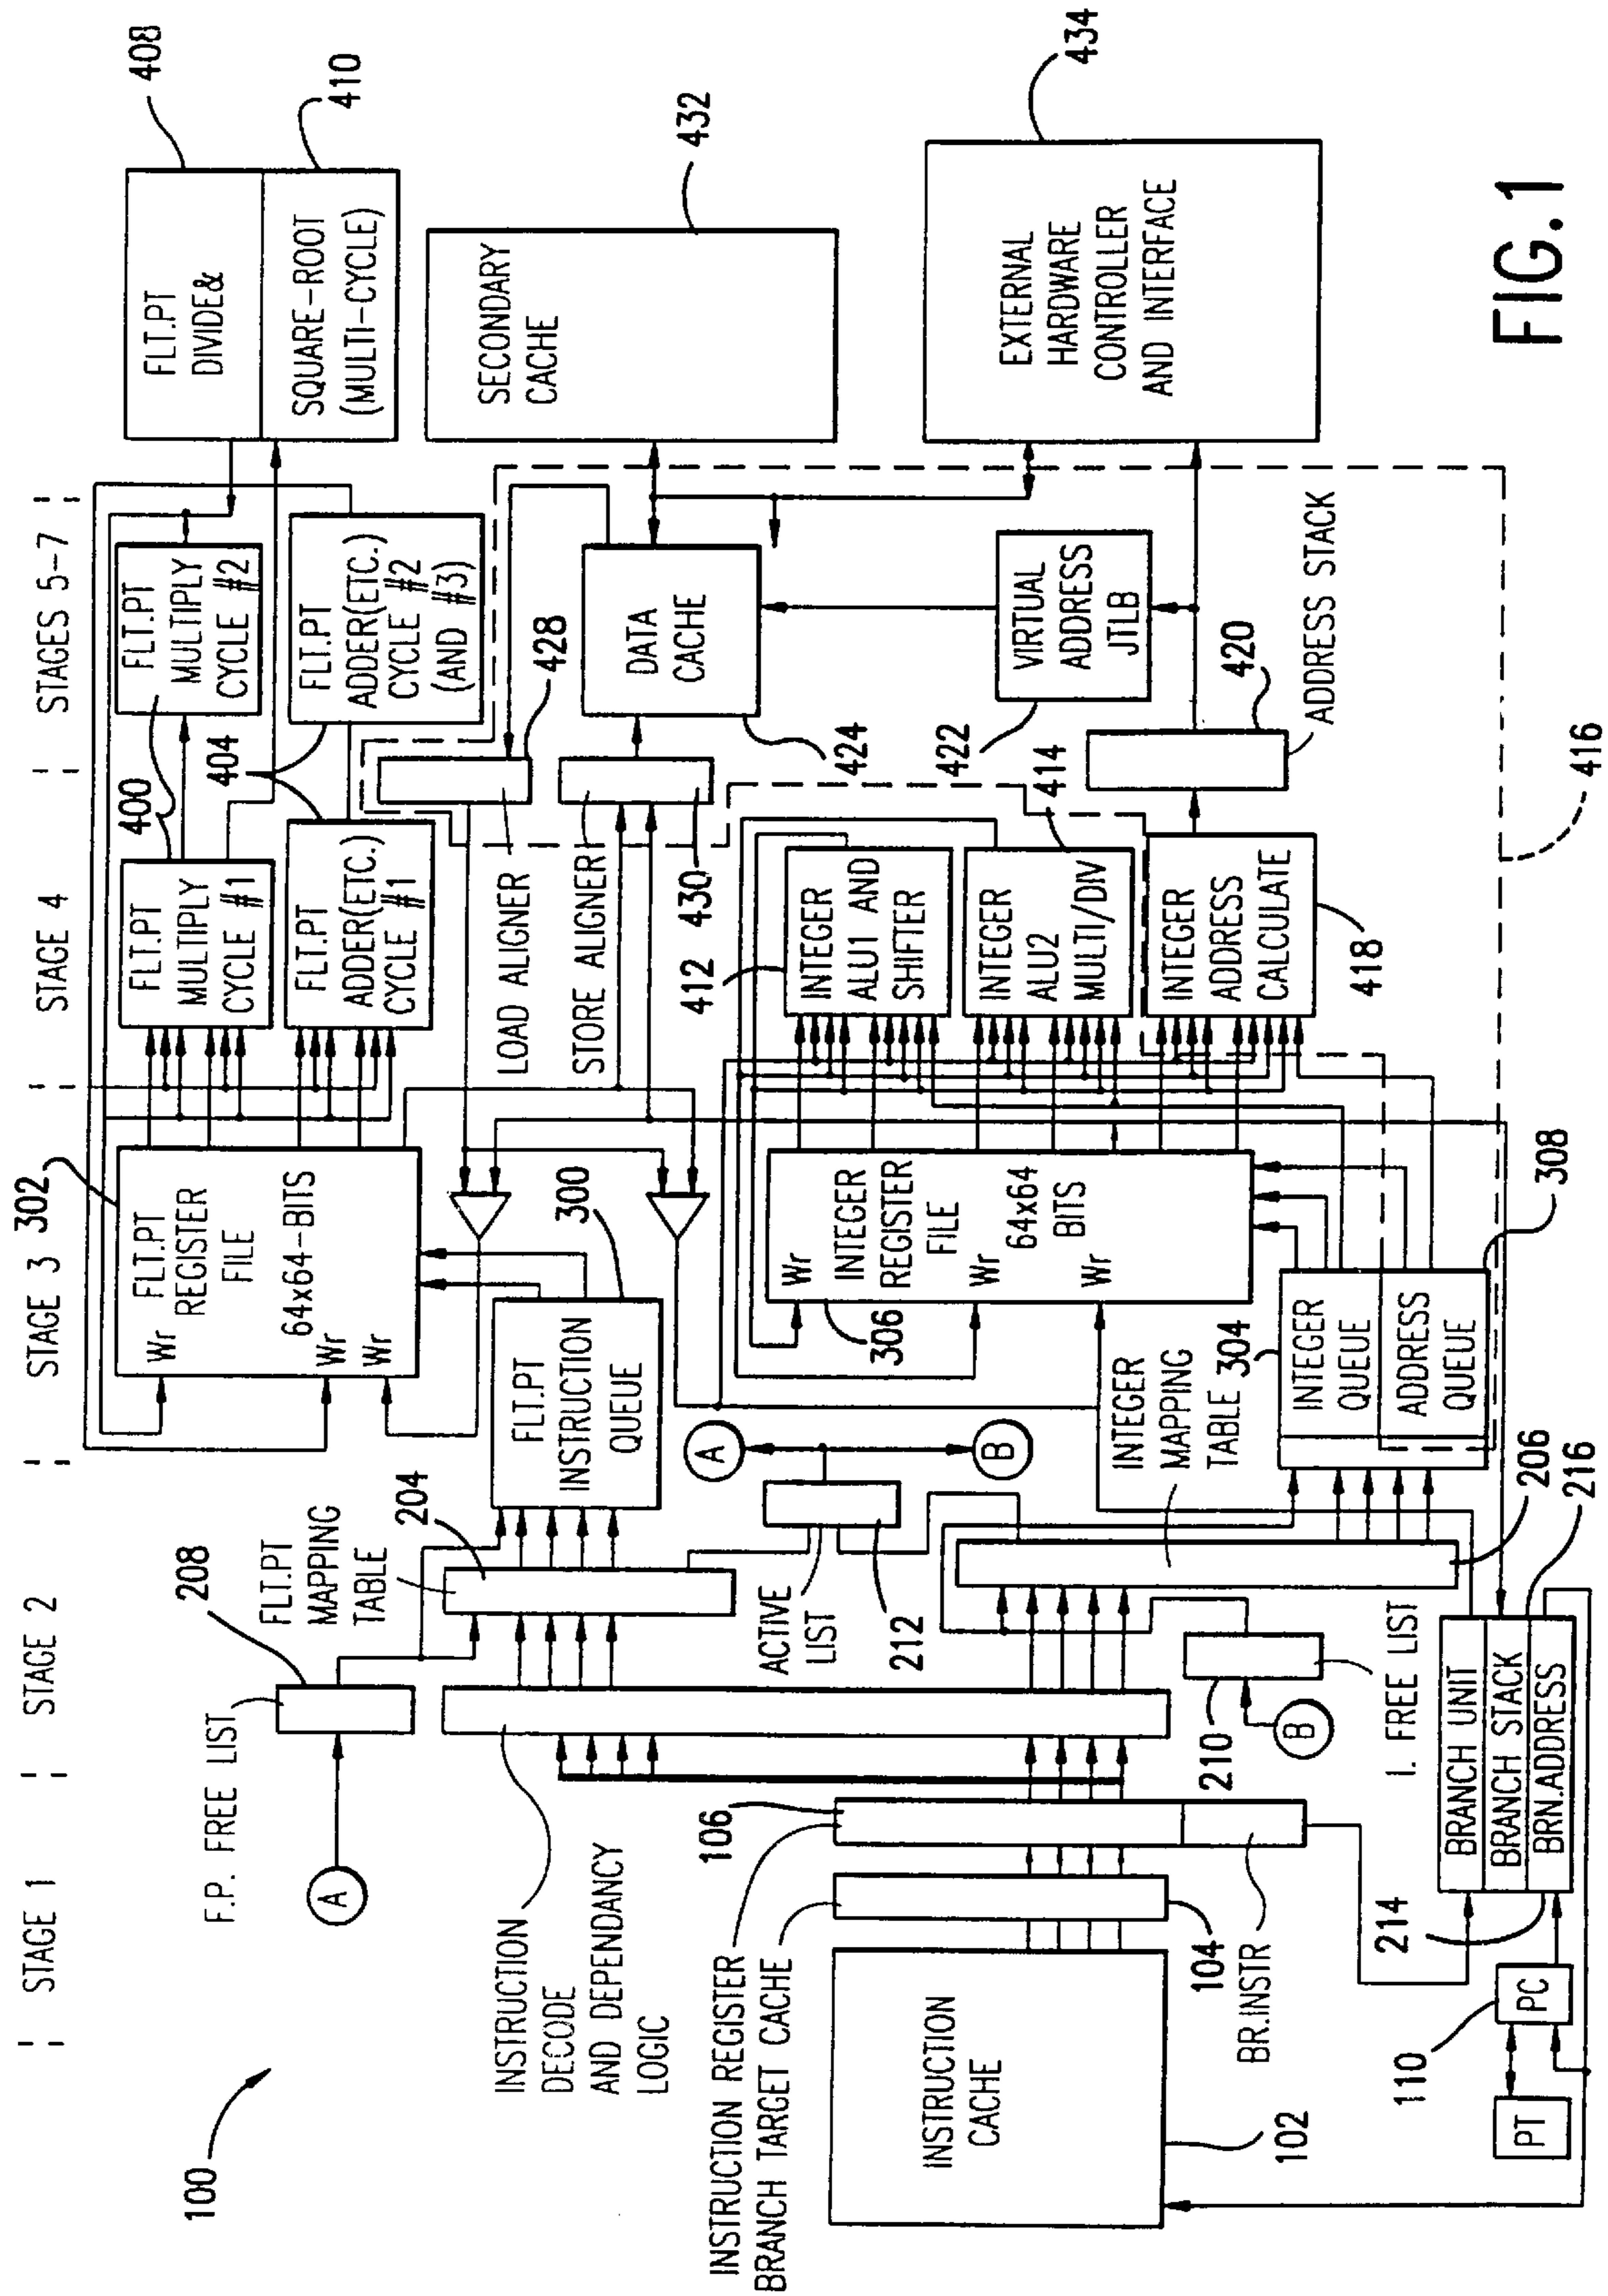 STAGE 1
STAGE 2
STAGE 3
STAGE 4
STAGES 5-7
100
F.P. FREE LIST
208
A
FLT.PT
MAPPING
TABLE
204
302
FLT.PT
REGISTER
FILE
64x64-BITS
Wr
Wr
Wr
FLT.PT
INSTRUCTION
QUEUE
300
400
FLT.PT
MULTIPLY
CYCLE #1
FLT.PT
MULTIPLY
CYCLE #2
404
FLT.PT
ADDER(ETC.)
CYCLE #1
FLT.PT
ADDER(ETC.)
CYCLE #2
(AND #3)
FLT.PT
DIVIDE&
408
SQUARE-ROOT
(MULTI-CYCLE)
410
INSTRUCTION
DECODE
AND DEPENDANCY
LOGIC
LOAD ALIGNER
428
STORE ALIGNER
430
DATA
CACHE
424
SECONDARY
CACHE
432
INSTRUCTION REGISTER
106
BRANCH TARGET CACHE
104
INSTRUCTION
CACHE
102
BR.INSTR
ACTIVE
LIST
212
A
B
INTEGER
MAPPING
TABLE
206
Wr
INTEGER
REGISTER
FILE
Wr
64x64
BITS
Wr
306
412
INTEGER
ALU1 AND
SHIFTER
INTEGER
ALU2
MULTI/DIV
414
INTEGER
ADDRESS
CALCULATE
418
VIRTUAL
ADDRESS
JTLB
422
420
ADDRESS STACK
EXTERNAL
HARDWARE
CONTROLLER
AND INTERFACE
434
304
INTEGER
QUEUE
ADDRESS
QUEUE
308
210
B
I. FREE LIST
BRANCH UNIT
BRANCH STACK
BRN.ADDRESS
216
214
110
PC
PT
416
FIG.1